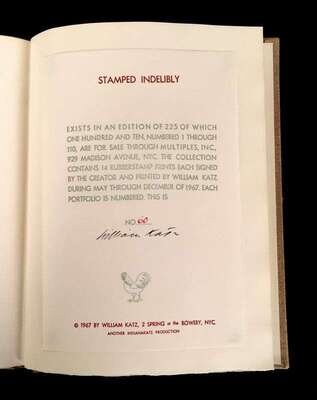 STAMPED INDELIBLY
EXISTS IN AN EDITION OF 225 OF WHICH
ONE HUNDRED AND TEN, NUMBERED 1 THROUGH
110, ARE FOR SALE THROUGH MULTIPLES, INC.,
929 MADISON AVENUE, NYC. THE COLLECTION
CONTAINS 14 RUBBERSTAMP PRINTS EACH SIGNED
BY THE CREATOR AND PRINTED BY WILLIAM KATZ
DURING MAY THROUGH DECEMBER OF 1967. EACH
PORTFOLIO IS NUMBERED. THIS IS
NO.
William Katz
© 1967 BY WILLIAM KATZ, 2 SPRING at the BOWERY, NYC.
ANOTHER INDIANAKATZ PRODUCTION